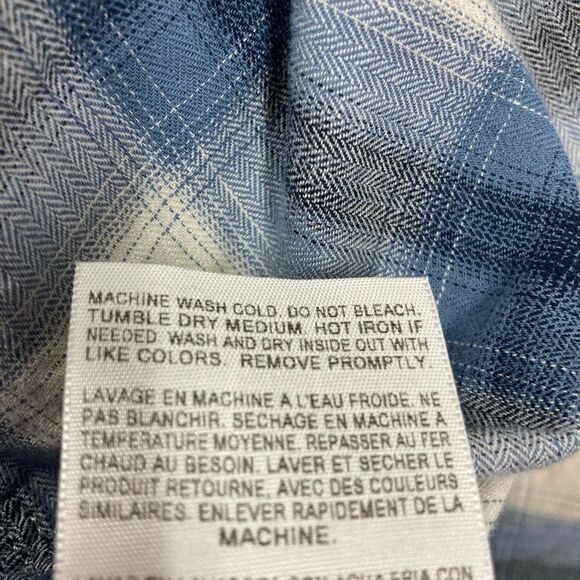 MACHINE WASH COLD. DO NOT BLEACH.
TUMBLE DRY MEDIUM. HOT IRON IF
NEEDED. WASH AND DRY INSIDE OUT WITH
LIKE COLORS. REMOVE PROMPTLY.
LAVAGE EN MACHINE A L'EAU FROIDE. NE
PAS BLANCHIR. SECHAGE EN MACHINE A
TEMPERATURE MOYENNE. REPASSER AU FER
CHAUD AU BESOIN. LAVER ET SECHER LE
PRODUIT RETOURNE, AVEC DES COULEURS
SIMILAIRES. ENLEVER RAPIDEMENT DE LA
MACHINE.
AGUA FRIA CON